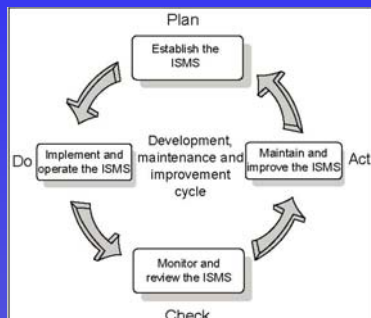 Plan
Establish the
ISMS
Do
Implement and
operate the ISMS
Development,
maintenance and
improvement
cycle
Maintain and
improve the ISMS
Act
Monitor and
review the ISMS
Check